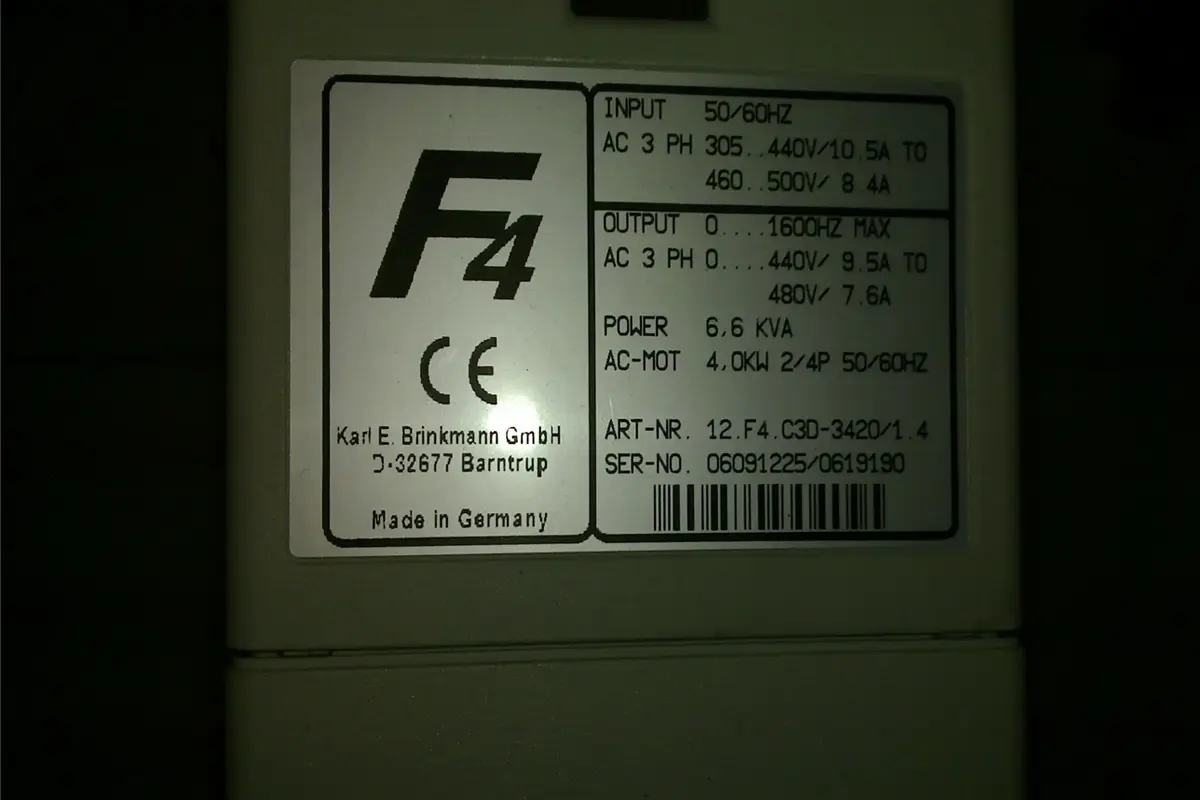 F4
CE
Karl E. Brinkmann GmbH
D-32677 Barntrup
Made in Germany
INPUT 50/60HZ
AC 3 PH 305..440V/10.5A TO
460..500V/ 8.4A
OUTPUT 0....1600HZ MAX
AC 3 PH 0....440V/ 9.5A TO
480V/ 7.6A
POWER 6,6 KVA
AC-MOT 4,0KW 2/4P 50/60HZ
ART-NR. 12.F4.C3D-3420/1.4
SER-NO. 06091225/0619190